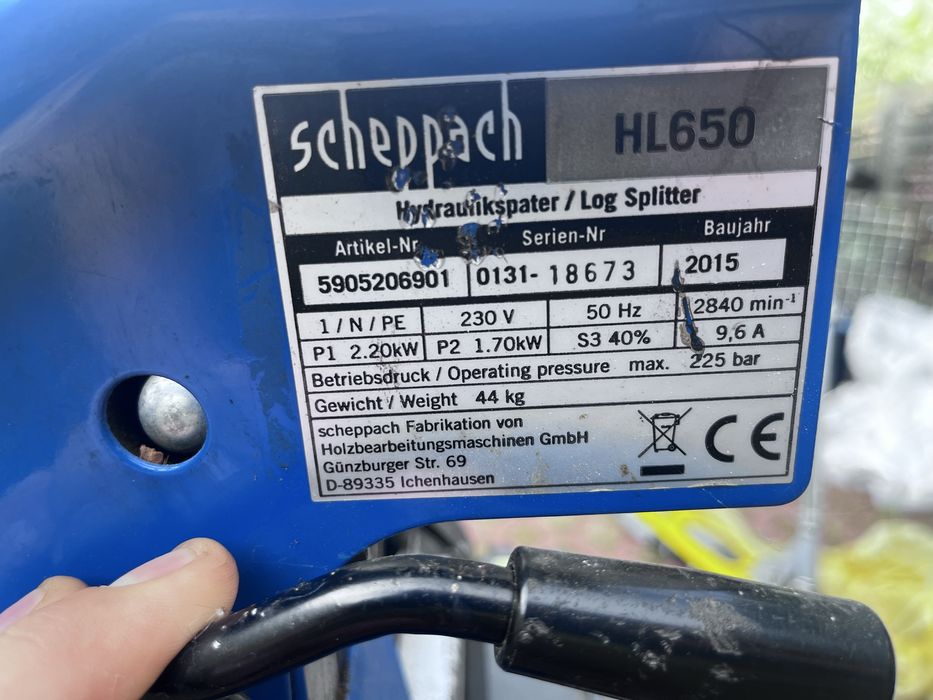 scheppach HL650
Hydraulikspater / Log Splitter
Artikel-Nr Serien-Nr Baujahr
5905206901 0131-18673 2015
1 / N / PE 230 V 50 Hz 2840 min⁻¹
P1 2.20kW P2 1.70kW S3 40% 9,6 A
Betriebsdruck / Operating pressure max. 225 bar
Gewicht / Weight 44 kg
scheppach Fabrikation von
Holzbearbeitungsmaschinen GmbH
Günzburger Str. 69
D-89335 Ichenhausen
CE